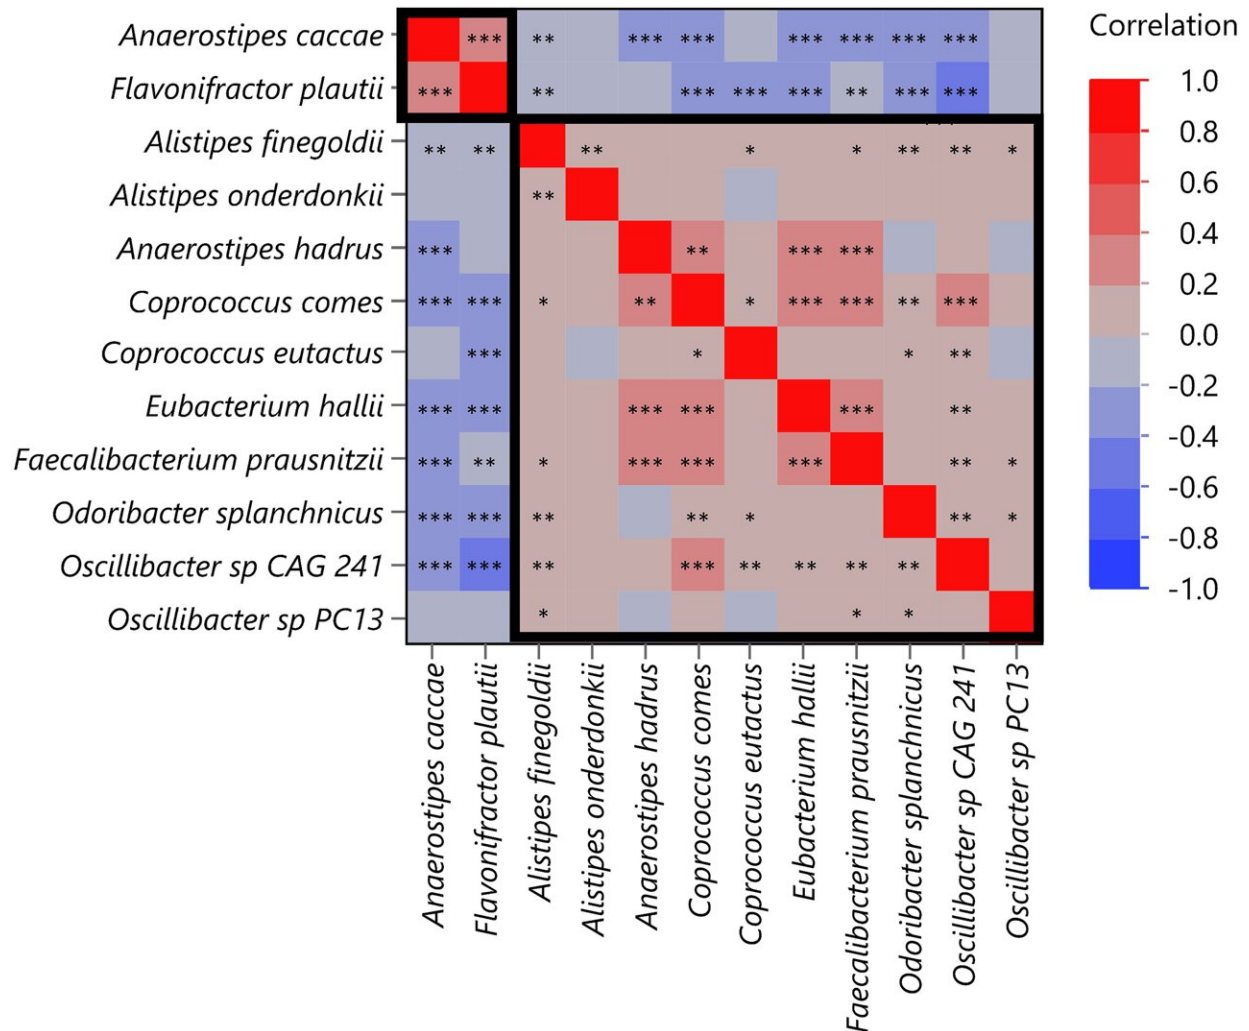 Correlation
Anaerostipes caccae *** ** *** *** *** *** *** ***
Flavonifractor plautii *** ** *** *** *** ** *** ***
Alistipes finegoldii ** ** ** * * ** ** *
Alistipes onderdonkii **
Anaerostipes hadrus *** ** *** ***
Coprococcus comes *** *** * ** * *** *** ** ***
Coprococcus eutactus *** * * **
Eubacterium hallii *** *** *** *** *** **
Faecalibacterium prausnitzii *** ** * *** *** *** ** *
Odoribacter splanchnicus *** *** ** ** * ** *
Oscillibacter sp CAG 241 *** *** ** *** ** ** ** **
Oscillibacter sp PC13 * * *
1.0
0.8
0.6
0.4
0.2
0.0
-0.2
-0.4
-0.6
-0.8
-1.0
Anaerostipes caccae
Flavonifractor plautii
Alistipes finegoldii
Alistipes onderdonkii
Anaerostipes hadrus
Coprococcus comes
Coprococcus eutactus
Eubacterium hallii
Faecalibacterium prausnitzii
Odoribacter splanchnicus
Oscillibacter sp CAG 241
Oscillibacter sp PC13